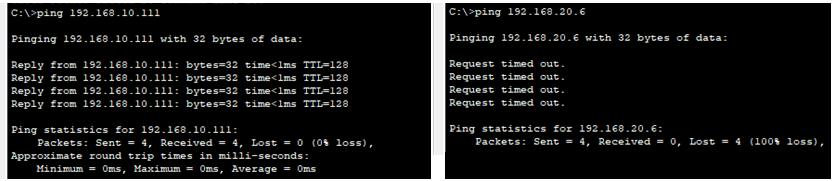 C:\>ping 192.168.10.111
Pinging 192.168.10.111 with 32 bytes of data:
Reply from 192.168.10.111: bytes=32 time<1ms TTL=128
Reply from 192.168.10.111: bytes=32 time<1ms TTL=128
Reply from 192.168.10.111: bytes=32 time<1ms TTL=128
Reply from 192.168.10.111: bytes=32 time<1ms TTL=128
Ping statistics for 192.168.10.111:
Packets: Sent = 4, Received = 4, Lost = 0 (0% loss),
Approximate round trip times in milli-seconds:
Minimum = 0ms, Maximum = 0ms, Average = 0ms
C:\>ping 192.168.20.6
Pinging 192.168.20.6 with 32 bytes of data:
Request timed out.
Request timed out.
Request timed out.
Request timed out.
Ping statistics for 192.168.20.6:
Packets: Sent = 4, Received = 0, Lost = 4 (100% loss),